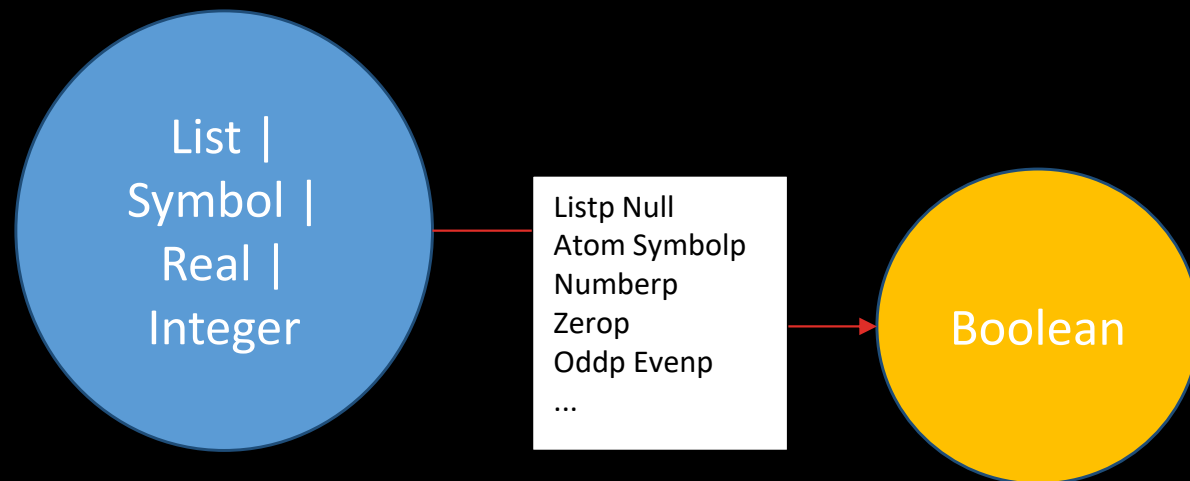 List |
Symbol |
Real |
Integer
Listp Null
Atom Symbolp
Numberp
Zerop
Oddp Evenp
...
Boolean